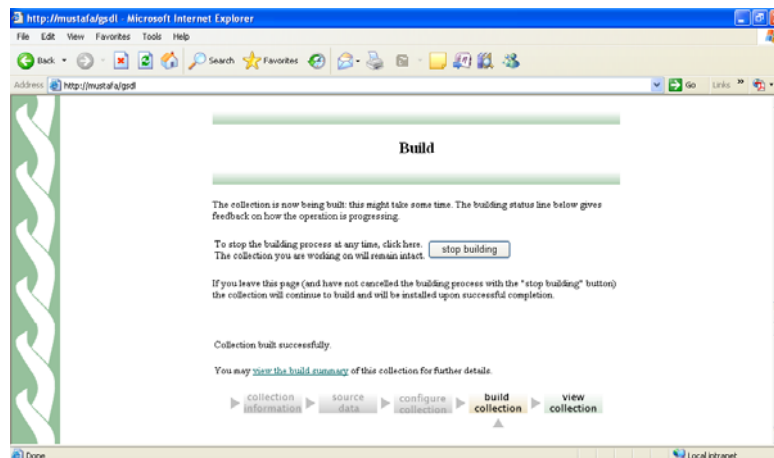 http://mustafa/gsdl - Microsoft Internet Explorer
File Edit View Favorites Tools Help
Back Search Favorites
Address http://mustafa/gsdl Go Links »
Build
The collection is now being built: this might take some time. The building status line below gives
feedback on how the operation is progressing.
To stop the building process at any time, click here.
The collection you are working on will remain intact.
stop building
If you leave this page (and have not cancelled the building process with the "stop building" button)
the collection will continue to build and will be installed upon successful completion.
Collection built successfully.
You may view the build summary of this collection for further details.
collection information
source data
configure collection
build collection
view collection
Done Local intranet